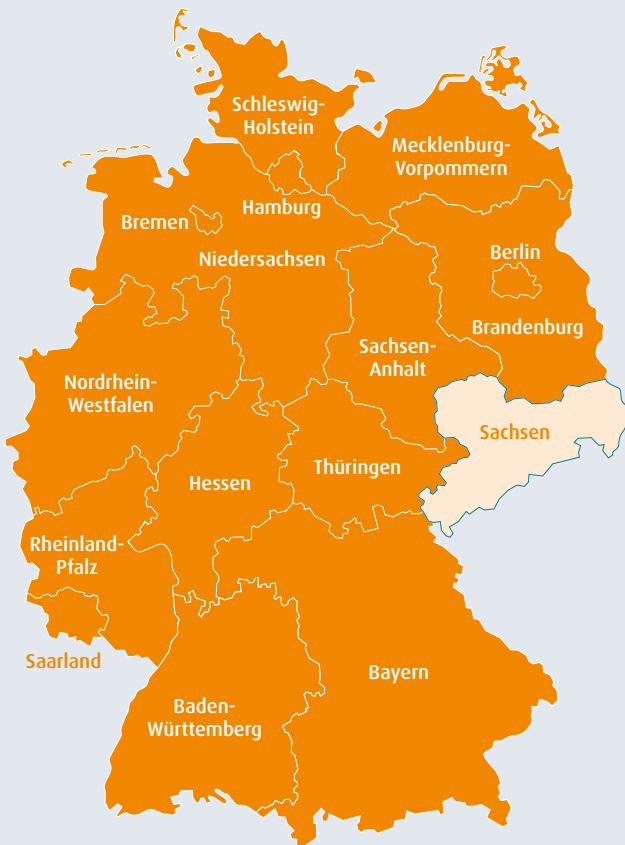 Schleswig-
Holstein
Mecklenburg-
Vorpommern
Hamburg
Bremen
Niedersachsen
Berlin
Brandenburg
Sachsen-
Anhalt
Nordrhein-
Westfalen
Sachsen
Thüringen
Hessen
Rheinland-
Pfalz
Saarland
Bayern
Baden-
Württemberg